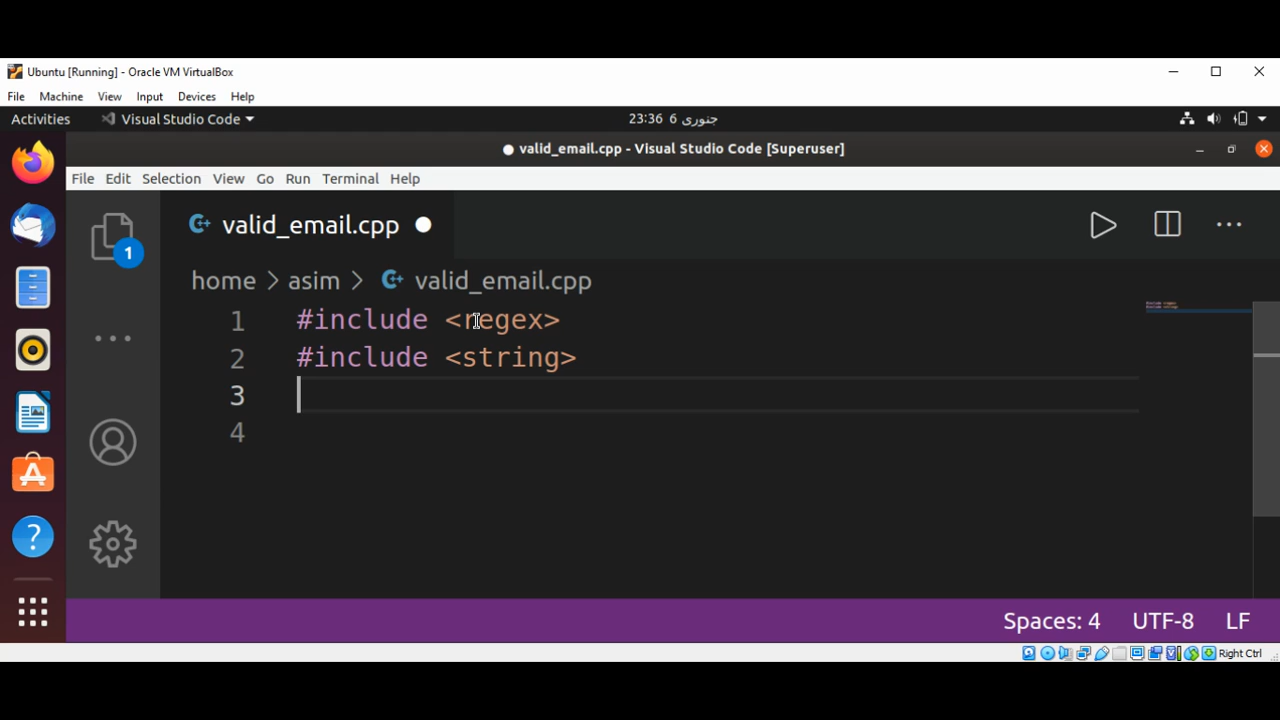 Ubuntu [Running] - Oracle VM VirtualBox
File Machine View Input Devices Help
Activities Visual Studio Code 23:36 6 جنوری
valid_email.cpp - Visual Studio Code [Superuser]
File Edit Selection View Go Run Terminal Help
valid_email.cpp
1
home > asim > valid_email.cpp
1 #include <regex>
2 #include <string>
3
4
Spaces: 4 UTF-8 LF
Right Ctrl